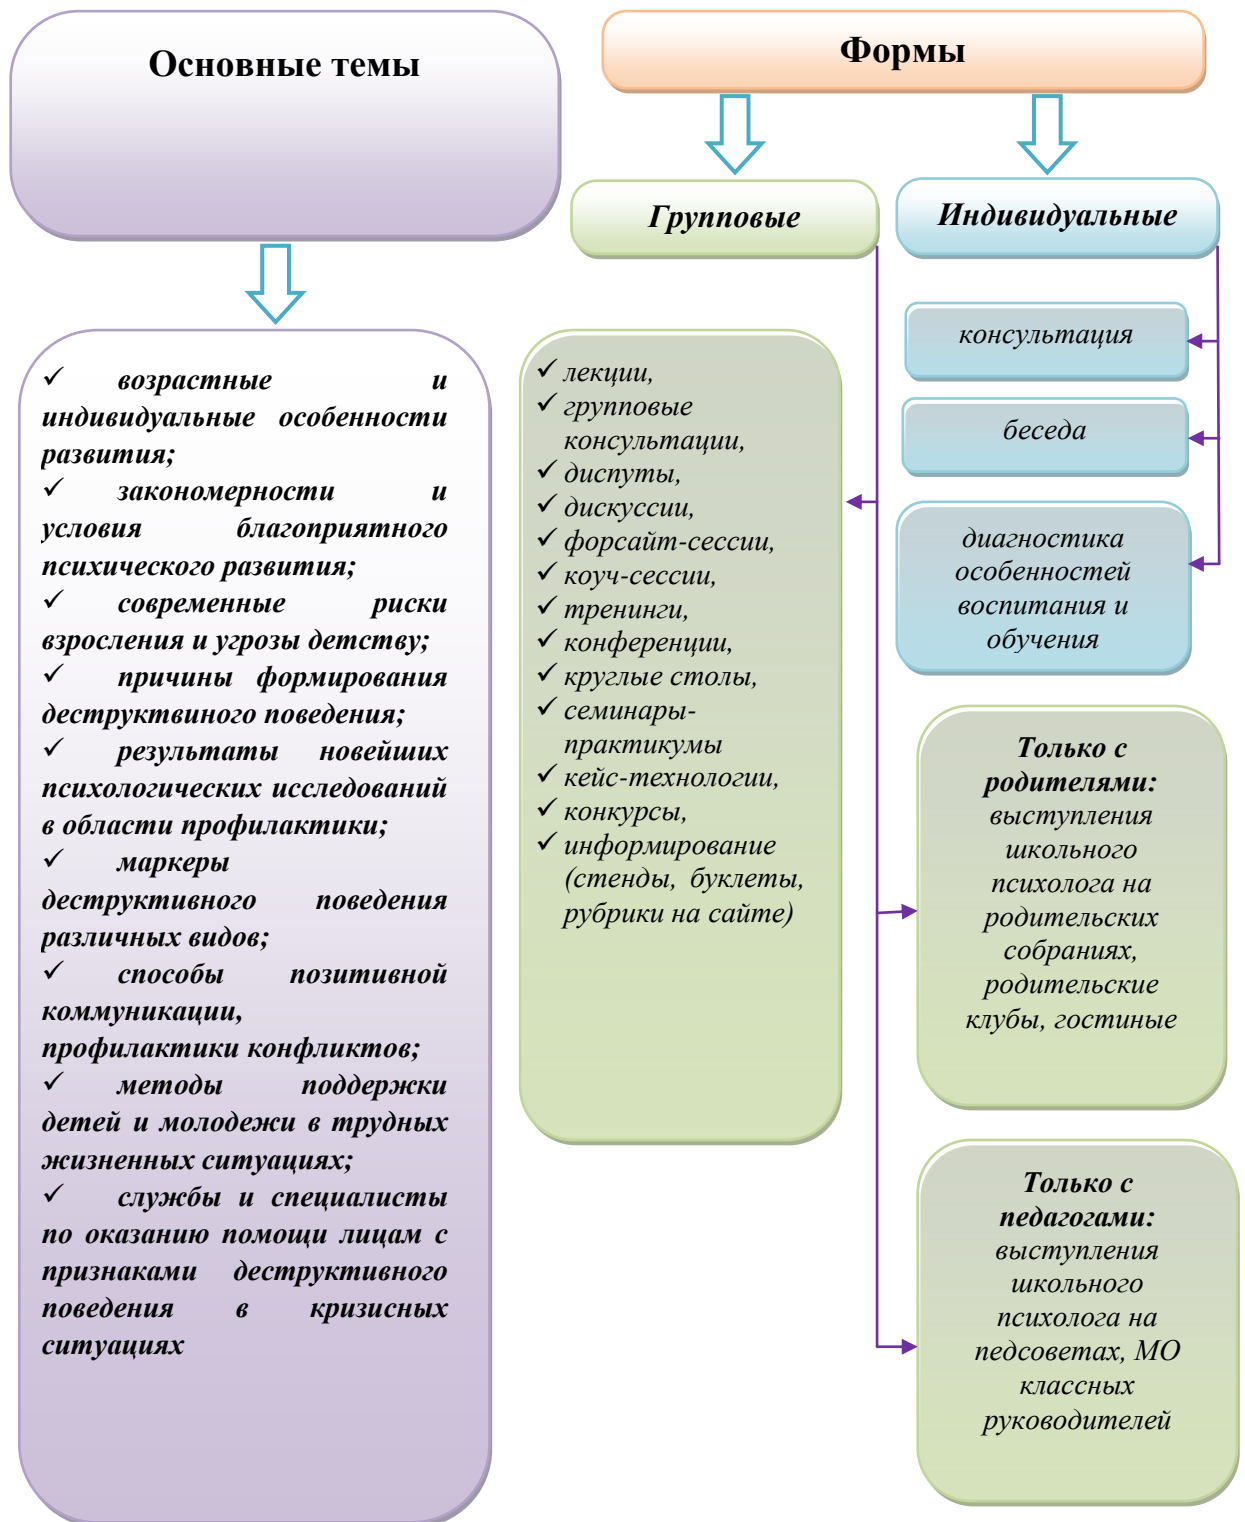 Основные темы
✓ возрастные и
индивидуальные особенности
развития;
✓ закономерности и
условия благоприятного
психического развития;
✓ современные риски
взросления и угрозы детству;
✓ причины формирования
деструктвиного поведения;
✓ результаты новейших
психологических исследований
в области профилактики;
✓ маркеры
деструктивного поведения
различных видов;
✓ способы позитивной
коммуникации,
профилактики конфликтов;
✓ методы поддержки
детей и молодежи в трудных
жизненных ситуациях;
✓ службы и специалисты
по оказанию помощи лицам с
признаками деструктивного
поведения в кризисных
ситуациях
Формы
Групповые
✓ лекции,
✓ групповые
консультации,
✓ диспуты,
✓ дискуссии,
✓ форсайт-сессии,
✓ коуч-сессии,
✓ тренинги,
✓ конференции,
✓ круглые столы,
✓ семинары-
практикумы
✓ кейс-технологии,
✓ конкурсы,
✓ информирование
(стенды, буклеты,
рубрики на сайте)
Индивидуальные
консультация
беседа
диагностика
особенностей
воспитания и
обучения
Только с
родителями:
выступления
школьного
психолога на
родительских
собраниях,
родительские
клубы, гостиные
Только с
педагогами:
выступления
школьного
психолога на
педсоветах, МО
классных
руководителей